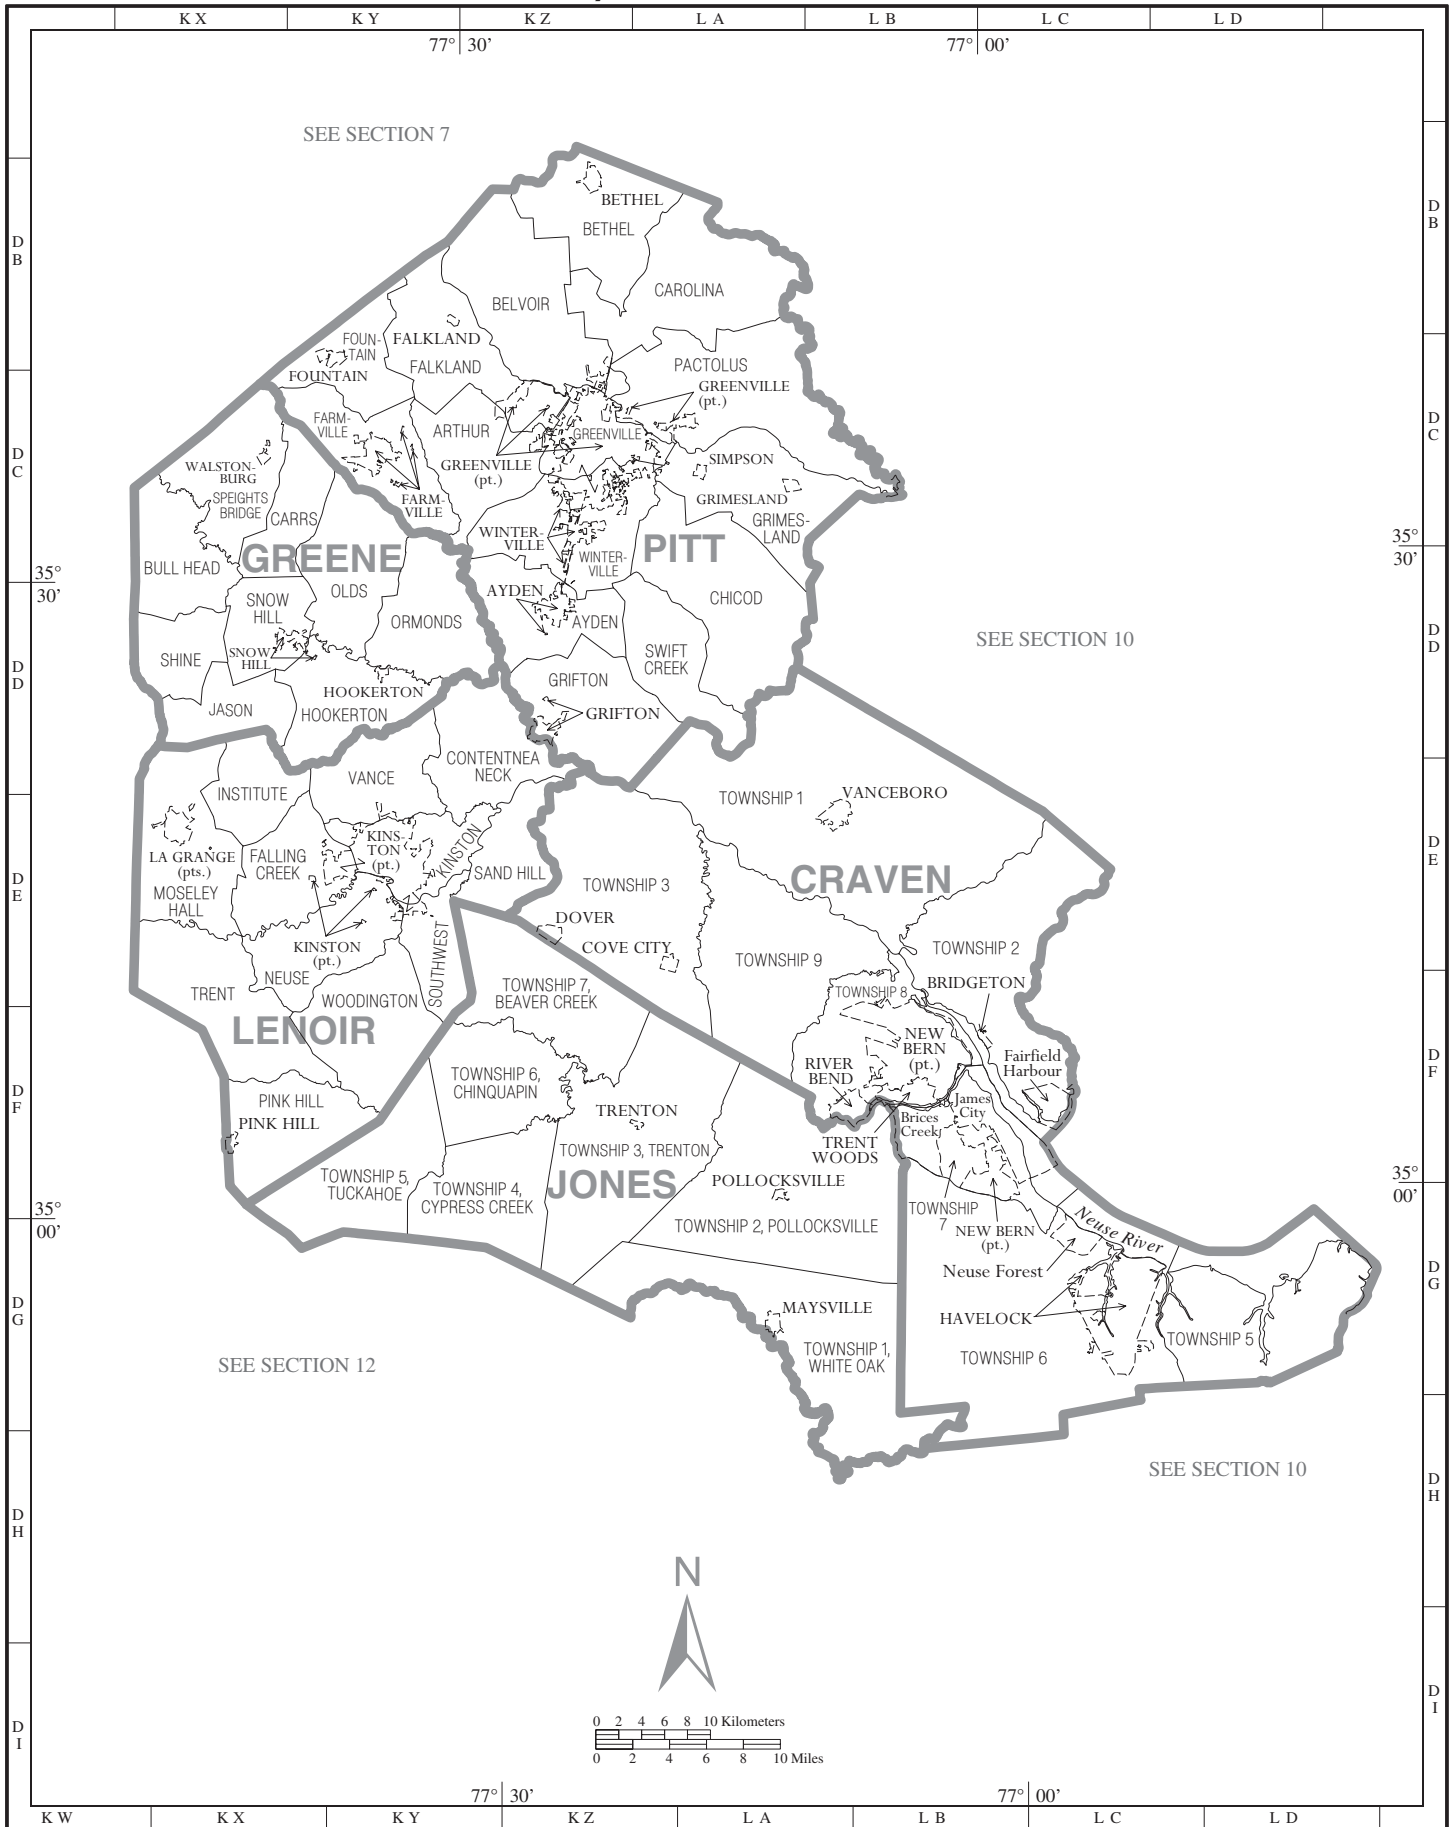 KX KY KZ LA LB LC LD
77° 30’ 77° 00’
SEE SECTION 7
BETHEL
BETHEL
D
B
D
B
CAROLINA
BELVOIR
FOUN-
TAIN
FALKLAND
FALKLAND
FOUNTAIN
PACTOLUS
GREENVILLE
(pt.)
FARM-
VILLE
ARTHUR
GREENVILLE
D
C
D
C
WALSTON-
BURG
GREENVILLE
(pt.)
SIMPSON
SPEIGHTS
BRIDGE
FARM-
VILLE
GRIMESLAND
CARRS
GRIMES-
LAND
WINTER-
VILLE
PITT
35°
30’
GREENE
WINTER-
VILLE
BULL HEAD
35°
30’
OLDS
AYDEN
CHICOD
SNOW
HILL
ORMONDS
AYDEN
SEE SECTION 10
D
D
SHINE
SNOW
HILL
SWIFT
CREEK
D
D
HOOKERTON
GRIFTON
JASON
HOOKERTON
GRIFTON
CONTENTNEA
NECK
VANCE
INSTITUTE
TOWNSHIP 1
VANCEBORO
KINS-
TON
(pt.)
KINSTON
D
E
LA GRANGE
(pts.)
FALLING
CREEK
SAND HILL
CRAVEN
D
E
MOSELEY
HALL
TOWNSHIP 3
DOVER
COVE CITY
KINSTON
(pt.)
SOUTHWEST
TOWNSHIP 2
TOWNSHIP 9
NEUSE
TRENT
WOODINGTON
TOWNSHIP 7,
BEAVER CREEK
TOWNSHIP 8
BRIDGETON
LENOIR
NEW
BERN
(pt.)
RIVER
BEND
Fairfield
Harbour
D
F
TOWNSHIP 6,
CHINQUAPIN
D
F
PINK HILL
PINK HILL
TRENTON
James
City
Brices
Creek
TRENT
WOODS
TOWNSHIP 3, TRENTON
JONES
TOWNSHIP 5,
TUCKAHOE
TOWNSHIP 4,
CYPRESS CREEK
POLLOCKSVILLE
35°
00’
35°
00’
TOWNSHIP
7
TOWNSHIP 2, POLLOCKSVILLE
NEW BERN
(pt.)
Neuse River
Neuse Forest
D
G
D
G
MAYSVILLE
HAVELOCK
TOWNSHIP 1,
WHITE OAK
TOWNSHIP 5
TOWNSHIP 6
SEE SECTION 12
SEE SECTION 10
D
H
D
H
N
D
I
D
I
0 2 4 6 8 10 Kilometers
0 2 4 6 8 10 Miles
77° 30’ 77° 00’
KW KX KY KZ LA LB LC LD